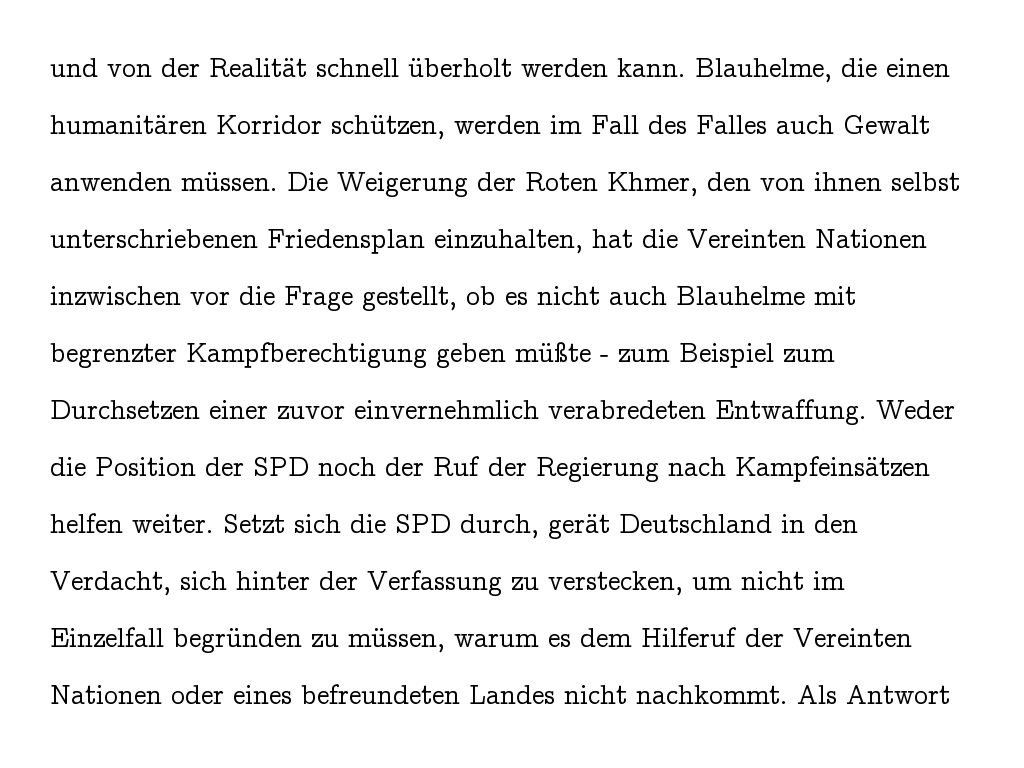 und von der Realität schnell überholt werden kann. Blauhelme, die einen
humanitären Korridor schützen, werden im Fall des Falles auch Gewalt
anwenden müssen. Die Weigerung der Roten Khmer, den von ihnen selbst
unterschriebenen Friedensplan einzuhalten, hat die Vereinten Nationen
inzwischen vor die Frage gestellt, ob es nicht auch Blauhelme mit
begrenzter Kampfberechtigung geben müßte - zum Beispiel zum
Durchsetzen einer zuvor einvernehmlich verabredeten Entwaffung. Weder
die Position der SPD noch der Ruf der Regierung nach Kampfeinsätzen
helfen weiter. Setzt sich die SPD durch, gerät Deutschland in den
Verdacht, sich hinter der Verfassung zu verstecken, um nicht im
Einzelfall begründen zu müssen, warum es dem Hilferuf der Vereinten
Nationen oder eines befreundeten Landes nicht nachkommt. Als Antwort